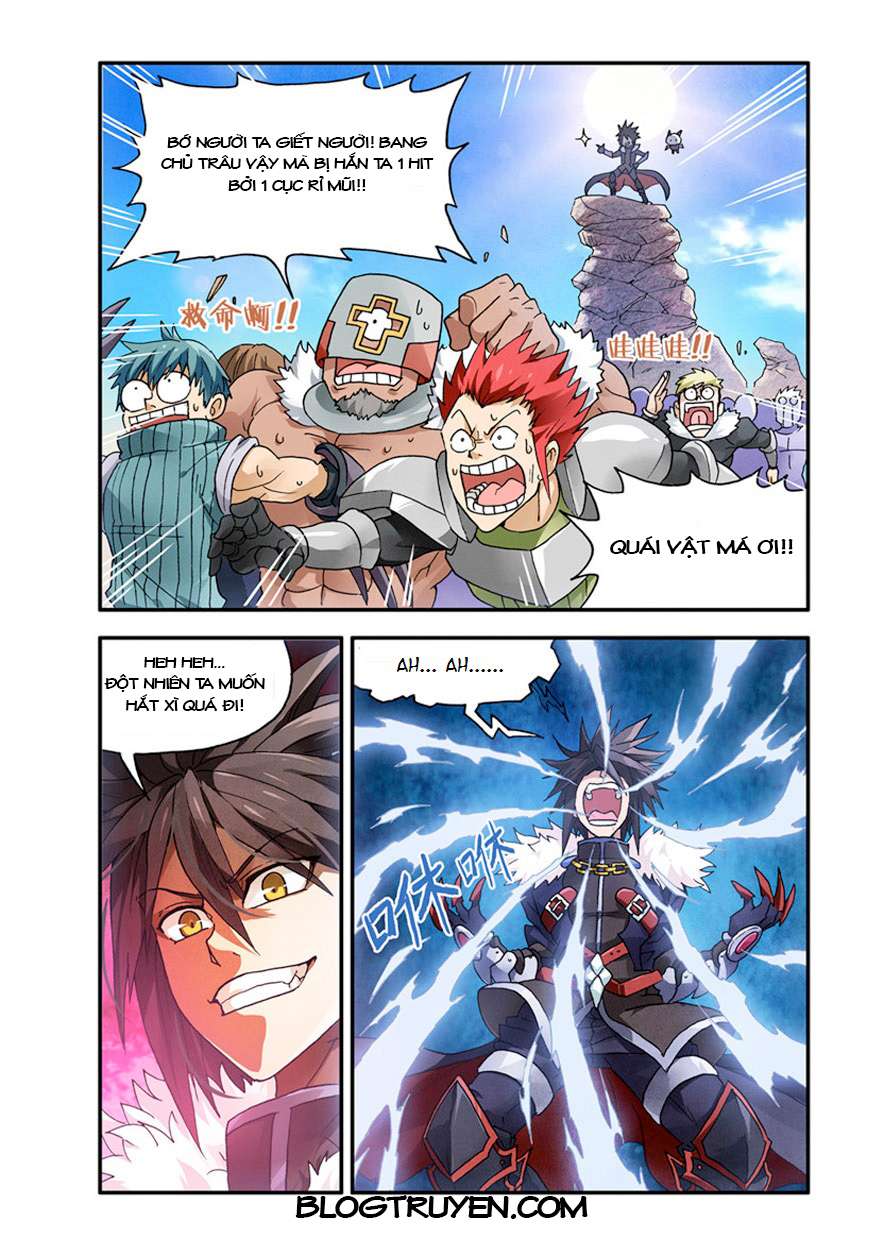 BỚ NGƯỜI TA GIẾT NGƯỜI! BANG
CHỦ TRÂU VẬY MÀ BỊ HẮN TA 1 HIT
BỞI 1 CỤC RỈ MŨI!!
救命啊!!
哇哇哇!!
QUÁI VẬT MÁ ƠI!!
HEH HEH...
ĐỘT NHIÊN TA MUỐN
HẮT XÌ QUÁ ĐI!
AH... AH......
咻咻
BLOGTRUYEN.COM